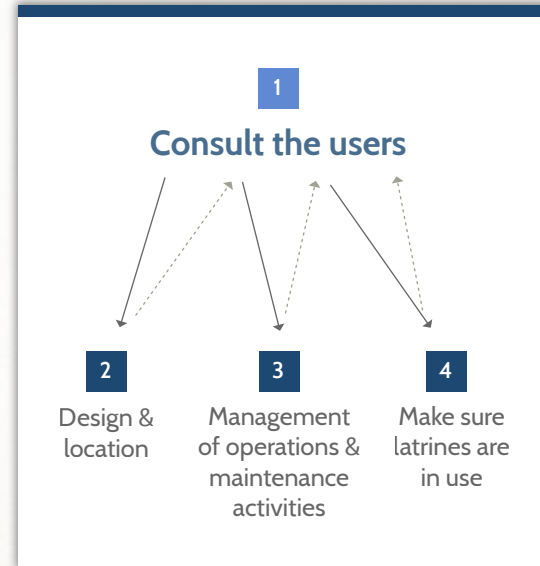 1
Consult the users
2
Design &
location
3
Management
of operations &
maintenance
activities
4
Make sure
latrines are
in use